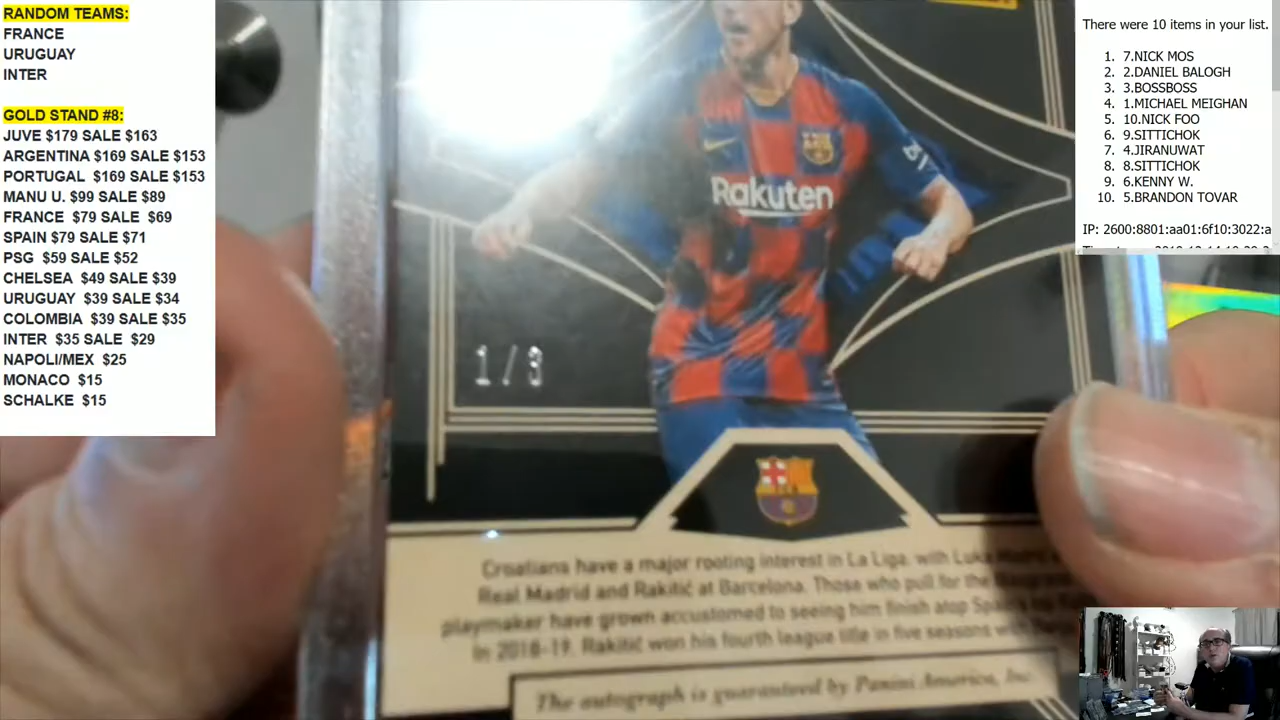 RANDOM TEAMS:
FRANCE
URUGUAY
INTER
GOLD STAND #8:
JUVE $179 SALE $163
ARGENTINA $169 SALE $153
PORTUGAL $169 SALE $153
MANU U. $99 SALE $89
FRANCE $79 SALE $69
SPAIN $79 SALE $71
PSG $59 SALE $52
CHELSEA $49 SALE $39
URUGUAY $39 SALE $34
COLOMBIA $39 SALE $35
INTER $35 SALE $29
NAPOLI/MEX $25
MONACO $15
SCHALKE $15
There were 10 items in your list.
1. 7.NICK MOS
2. 2.DANIEL BALOGH
3. 3.BOSSBOSS
4. 1.MICHAEL MEIGHAN
5. 10.NICK FOO
6. 9.SITTICHOK
7. 4.JIRANUWAT
8. 8.SITTICHOK
9. 6.KENNY W.
10. 5.BRANDON TOVAR
IP: 2600:8801:aa01:6f10:3022:a
Rakuten
1/3
Croatians have a major rooting interest in La Liga, with Luka Modric
Real Madrid and Rakitić at Barcelona. Those who pull for the
playmaker have grown accustomed to seeing him finish atop
In 2018-19, Rakitić won his fourth league title in five seasons
The autograph is guaranteed by Panini America, Inc.